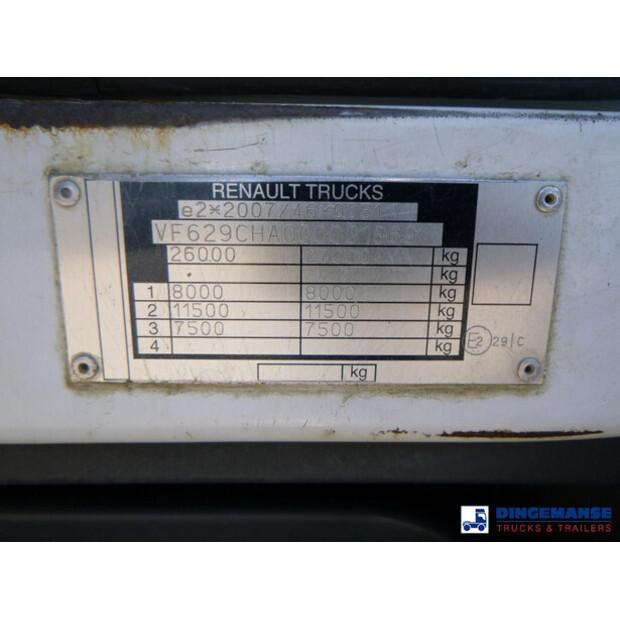 RENAULT TRUCKS
26000 kg
kg
1 8000 8000 kg
2 11500 11500 kg
3 7500 7500 kg
4 kg
E2 29/C
kg
DINGEMANSE
TRUCKS & TRAILERS